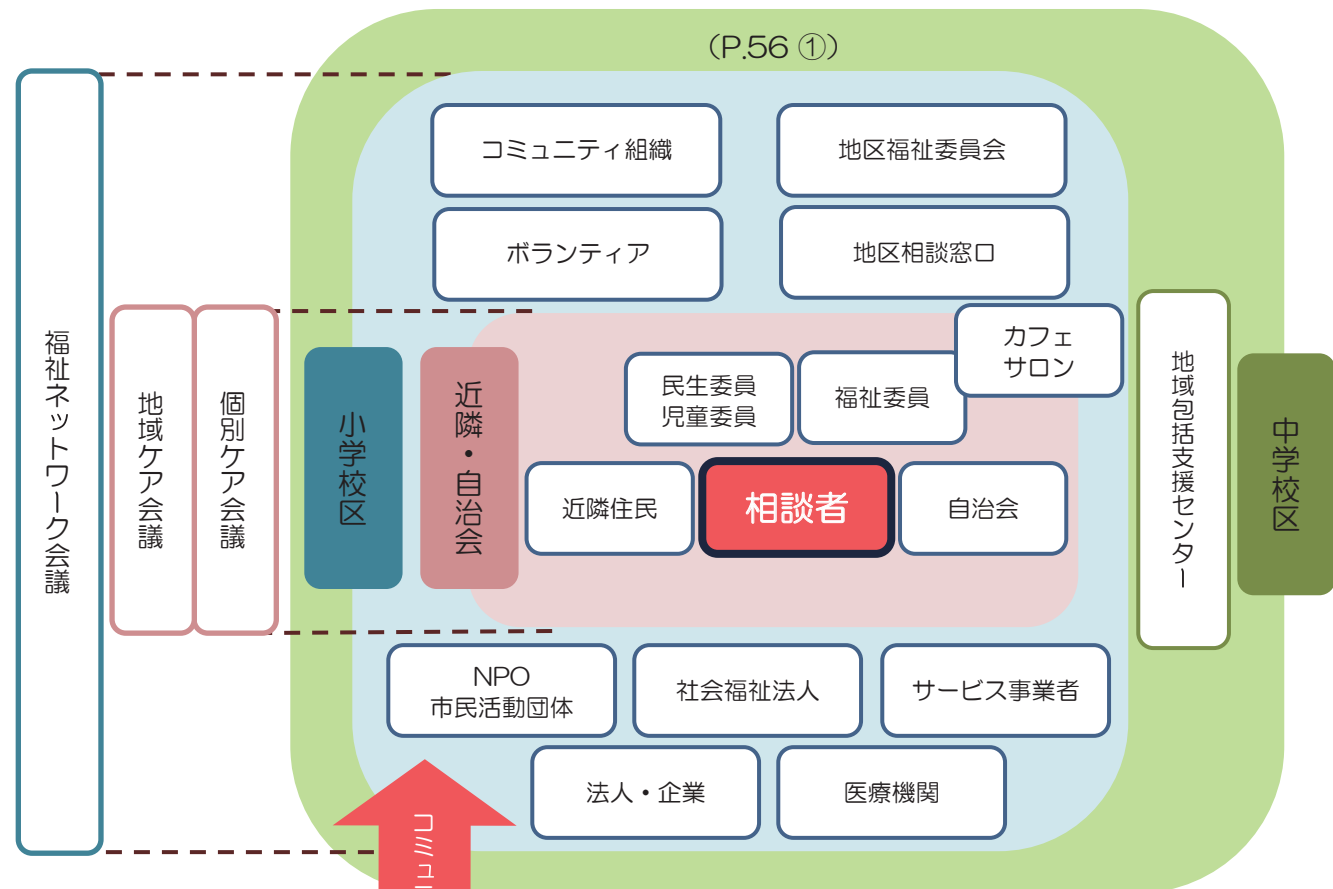 (P.56 ①)
コミュニティ組織
地区福祉委員会
ボランティア
地区相談窓口
カフェ
サロン
民生委員
児童委員
福祉委員
近隣住民
相談者
自治会
福祉ネットワーク会議
地域ケア会議
個別ケア会議
小学校区
近隣・自治会
地域包括支援センター
中学校区
NPO
市民活動団体
社会福祉法人
サービス事業者
法人・企業
医療機関
コミュ